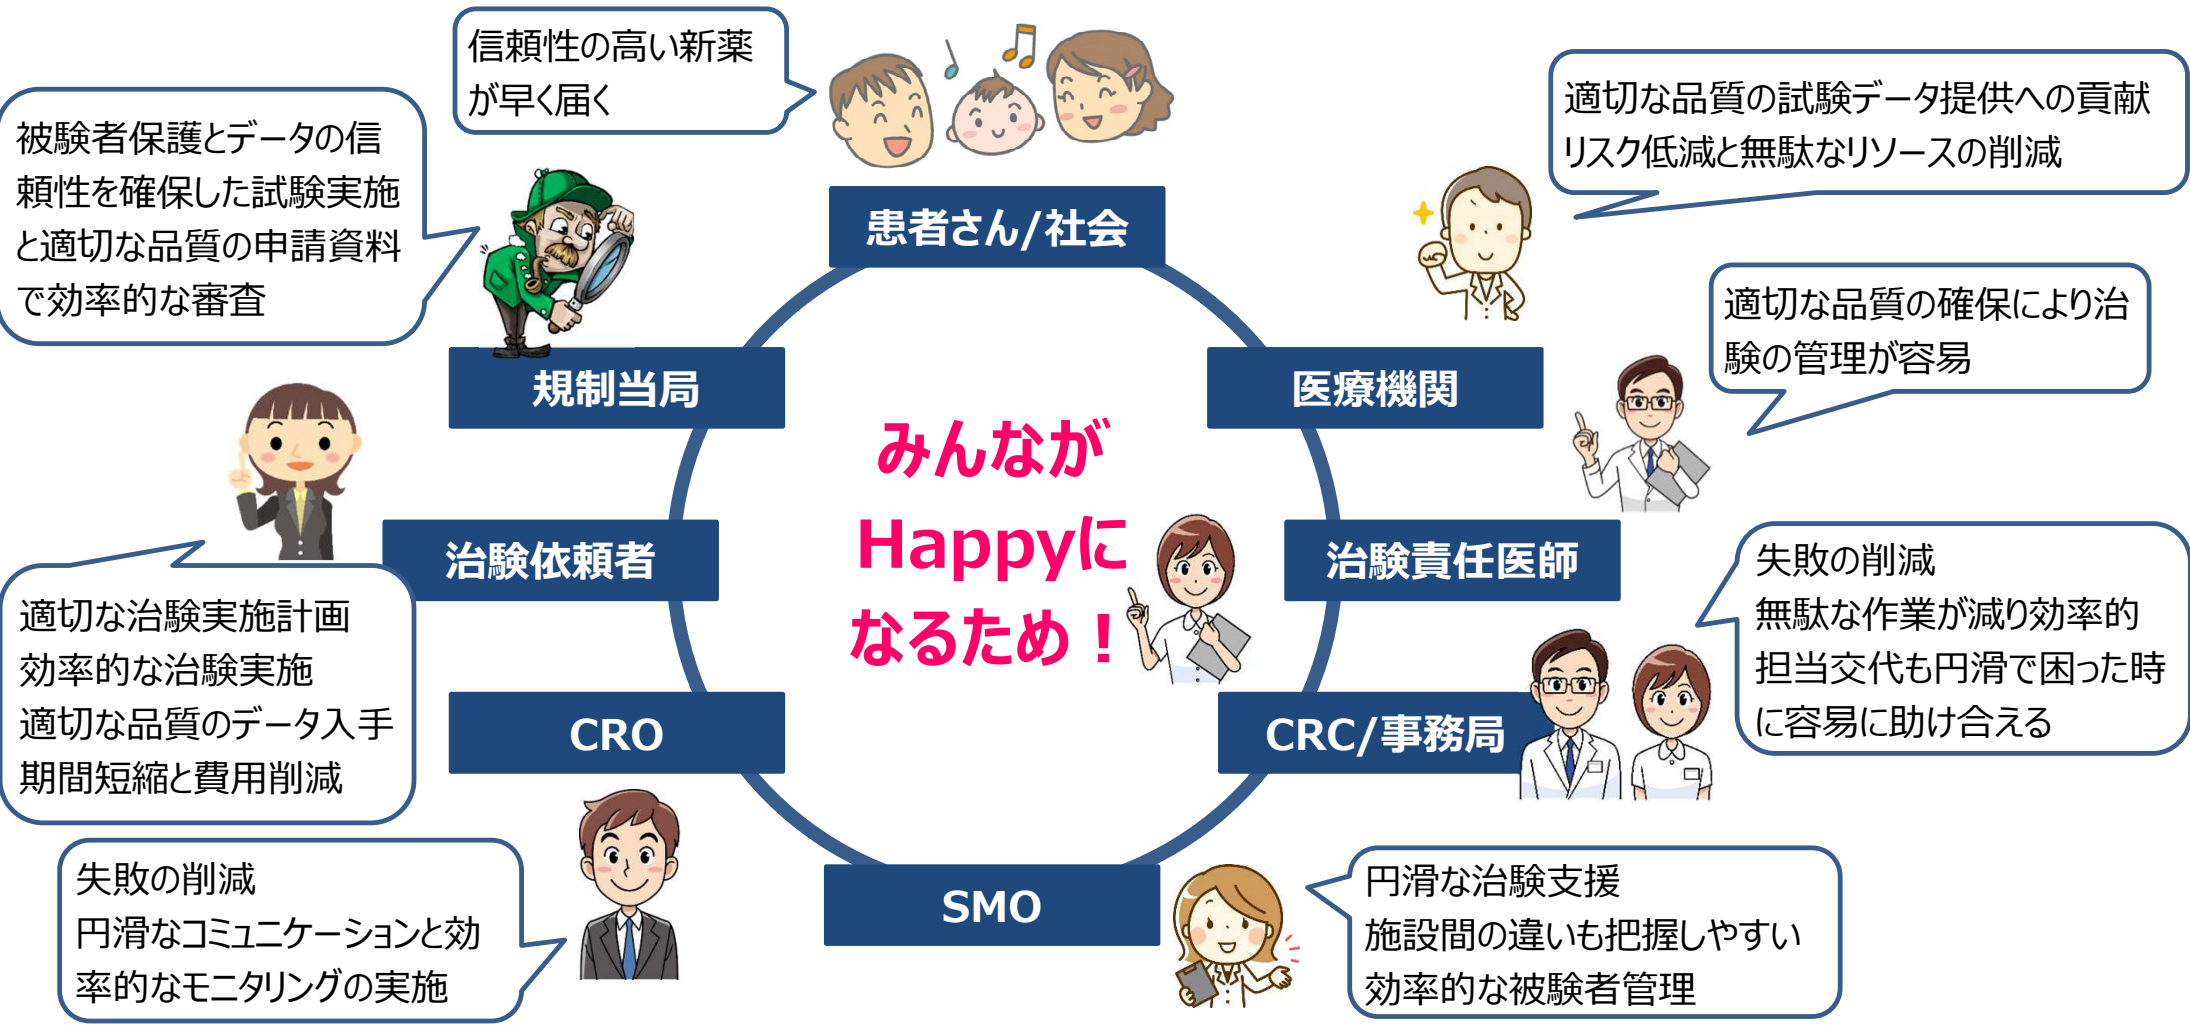 信頼性の高い新薬
が早く届く
適切な品質の試験データ提供への貢献
リスク低減と無駄なリソースの削減
被験者保護とデータの信
頼性を確保した試験実施
と適切な品質の申請資料
で効率的な審査
患者さん/社会
適切な品質の確保により治
験の管理が容易
規制当局
医療機関
みんなが
Happyに
なるため！
治験依頼者
治験責任医師
失敗の削減
無駄な作業が減り効率的
担当交代も円滑で困った時
に容易に助け合える
適切な治験実施計画
効率的な治験実施
適切な品質のデータ入手
期間短縮と費用削減
CRO
CRC/事務局
失敗の削減
円滑なコミュニケーションと効
率的なモニタリングの実施
SMO
円滑な治験支援
施設間の違いも把握しやすい
効率的な被験者管理